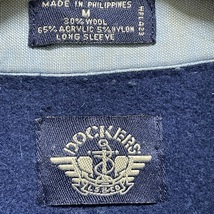 MADE IN PHILIPPINES
M
30% WOOL
65% ACRYLIC 5% NYLON
LONG SLEEVE
DOCKERS